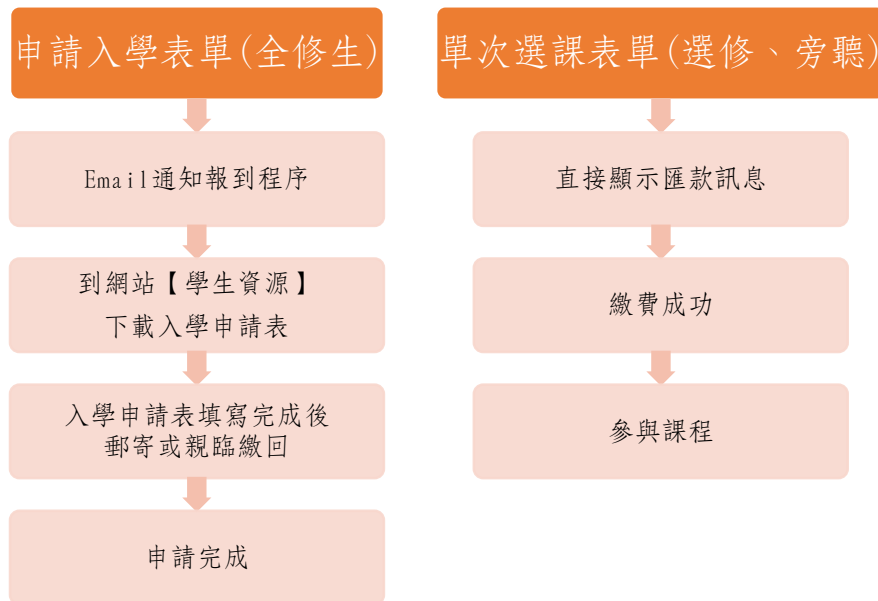 申請入學表單(全修生)
Email通知報到程序
到網站【學生資源】
下載入學申請表
入學申請表填寫完成後
郵寄或親臨繳回
申請完成
單次選課表單(選修、旁聽)
直接顯示匯款訊息
繳費成功
參與課程